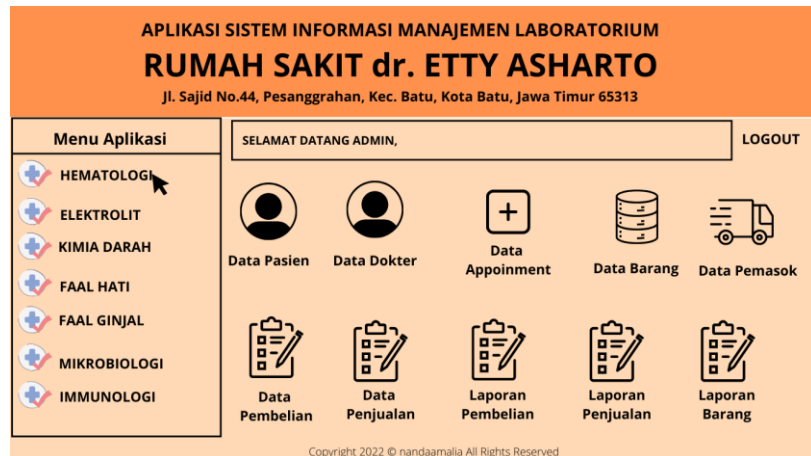 APLIKASI SISTEM INFORMASI MANAJEMEN LABORATORIUM
RUMAH SAKIT dr. ETTY ASHARTO
Jl. Sajid No.44, Pesanggrahan, Kec. Batu, Kota Batu, Jawa Timur 65313
Menu Aplikasi
HEMATOLOGI
ELEKTROLIT
KIMIA DARAH
FAAL HATI
FAAL GINJAL
MIKROBIOLOGI
IMMUNOLOGI
SELAMAT DATANG ADMIN,
LOGOUT
Data Pasien
Data Dokter
Data
Appoinment
Data Barang
Data Pemasok
Data
Pembelian
Data
Penjualan
Laporan
Pembelian
Laporan
Penjualan
Laporan
Barang
Copyright 2022 © nandaamalia All Rights Reserved